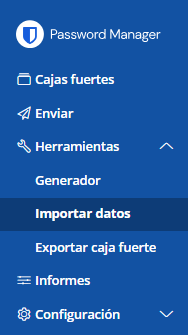 Password Manager
Cajas fuertes
Enviar
Herramientas
Generador
Importar datos
Exportar caja fuerte
Informes
Configuración